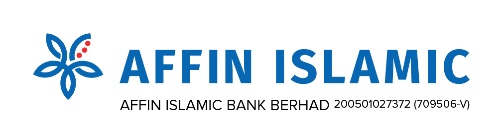 AFFIN ISLAMIC
AFFIN ISLAMIC BANK BERHAD 200501027372 (709506-V)